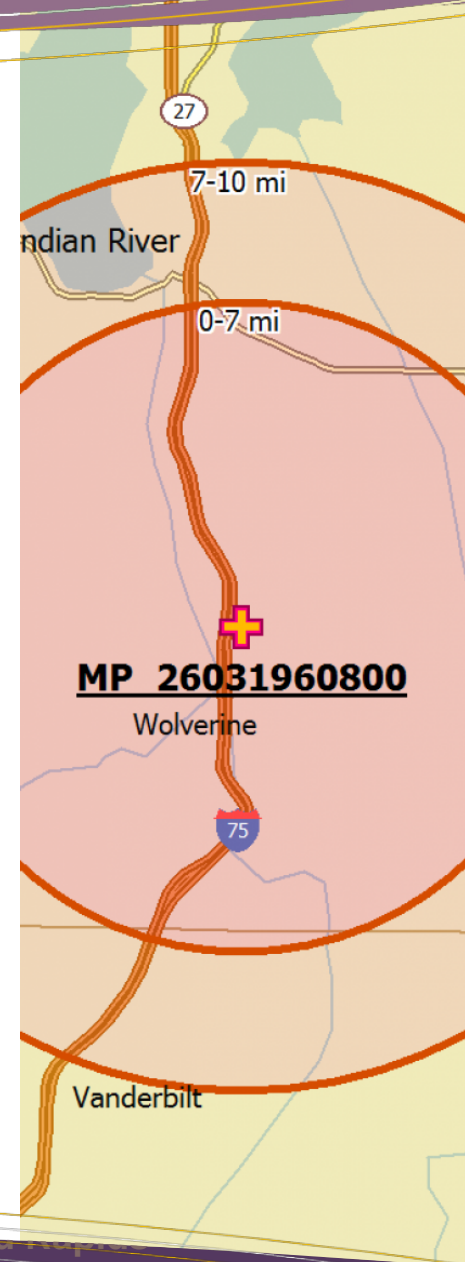 27
7-10 mi
ndian River
0-7 mi
MP 26031960800
Wolverine
75
Vanderbilt